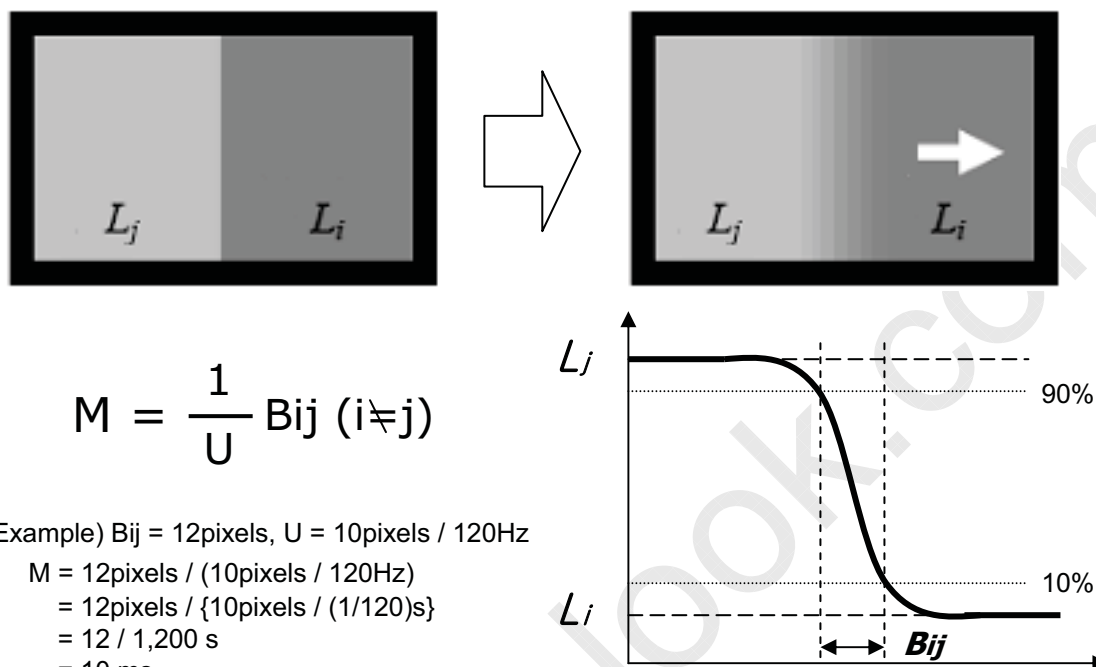 Lj Li
Lj Li
Lj
90%
M = 1/U Bij (i≒j)
Example) Bij = 12pixels, U = 10pixels / 120Hz
M = 12pixels / (10pixels / 120Hz)
= 12pixels / {10pixels / (1/120)s}
= 12 / 1,200 s
10%
Li
Bij